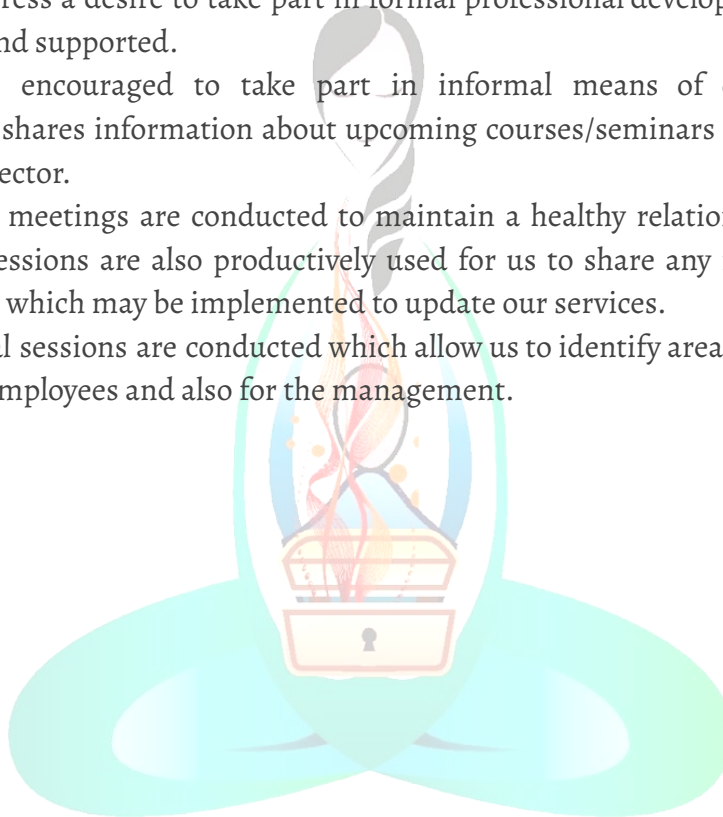 ress a desire to take part in formal professional develop
nd supported.
encouraged to take part in informal means of
shares information about upcoming courses/seminars
ector.
meetings are conducted to maintain a healthy relation
essions are also productively used for us to share any
which may be implemented to update our services.
al sessions are conducted which allow us to identify area
mployees and also for the management.